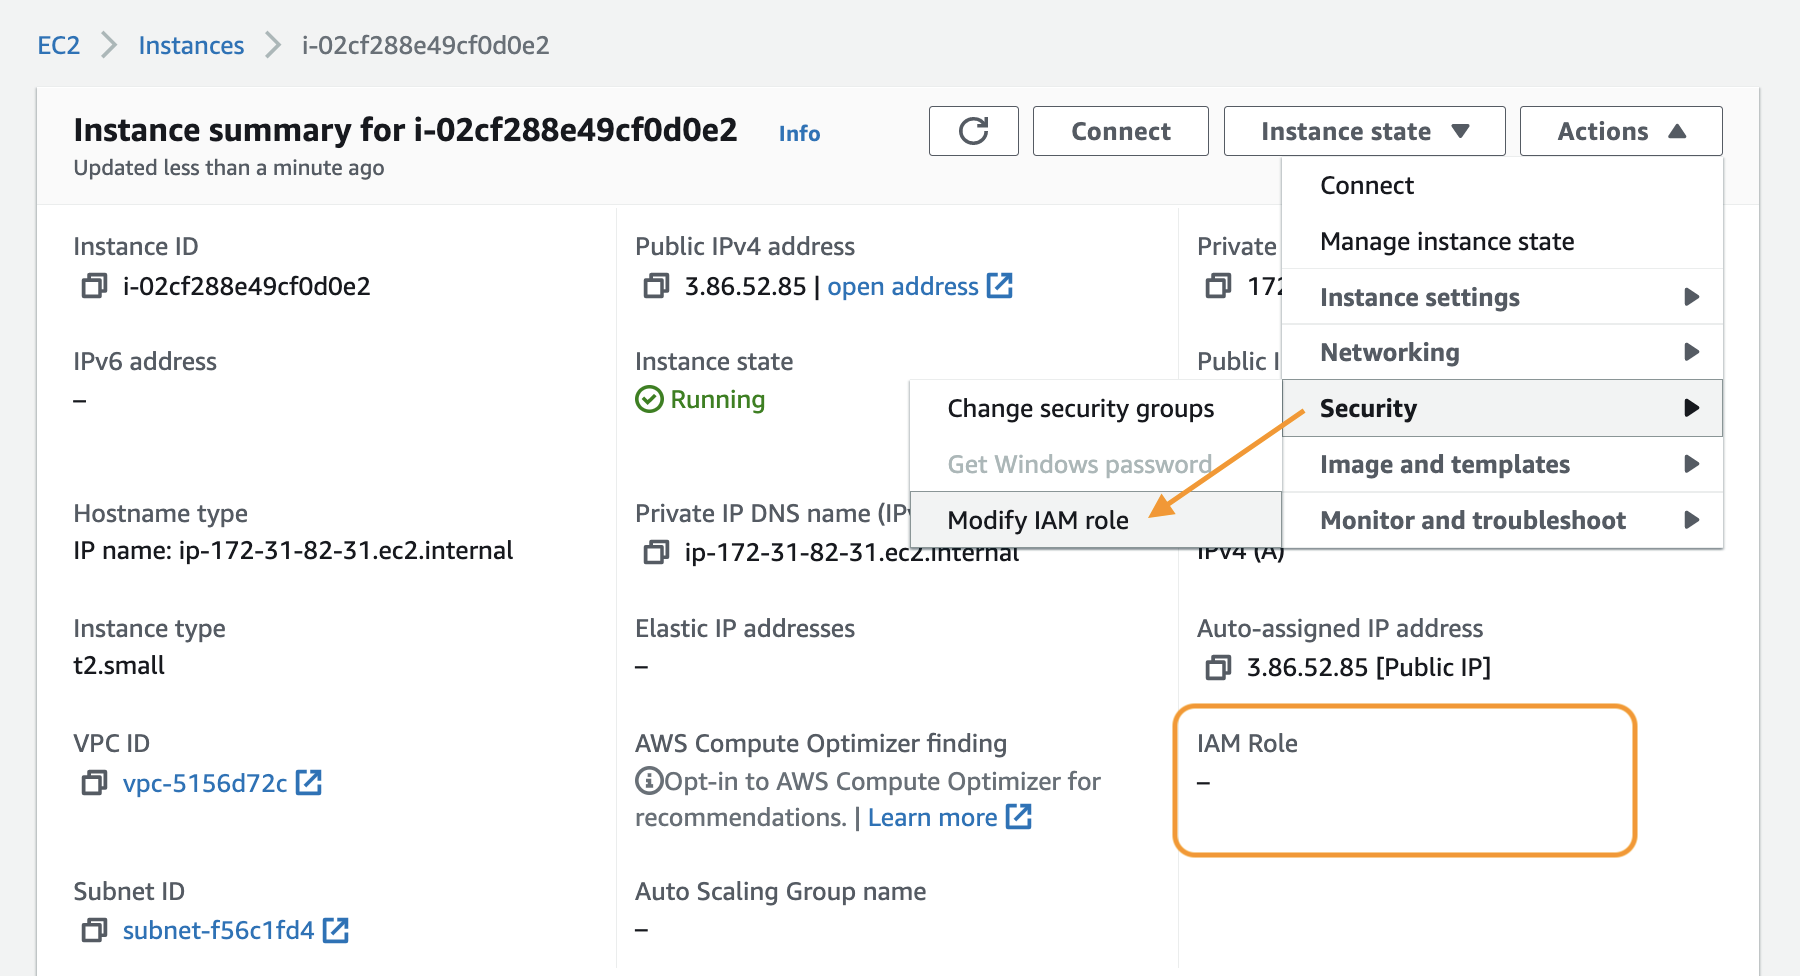 EC2 > Instances > i-02cf288e49cf0d0e2
Instance summary for i-02cf288e49cf0d0e2 Info
Updated less than a minute ago
Connect
Instance state
Actions
Connect
Manage instance state
Instance settings
Networking
Security
Image and templates
Monitor and troubleshoot
Change security groups
Get Windows password
Modify IAM role
Instance ID
i-02cf288e49cf0d0e2
Public IPv4 address
3.86.52.85 | open address
Private
172
IPv6 address
–
Instance state
Running
Public I
Hostname type
IP name: ip-172-31-82-31.ec2.internal
Private IP DNS name (IP
ip-172-31-82-31.ec2.internal
IPv4 (A)
Instance type
t2.small
Elastic IP addresses
–
Auto-assigned IP address
3.86.52.85 [Public IP]
VPC ID
vpc-5156d72c
AWS Compute Optimizer finding
Opt-in to AWS Compute Optimizer for
recommendations. | Learn more
IAM Role
–
Subnet ID
subnet-f56c1fd4
Auto Scaling Group name
–